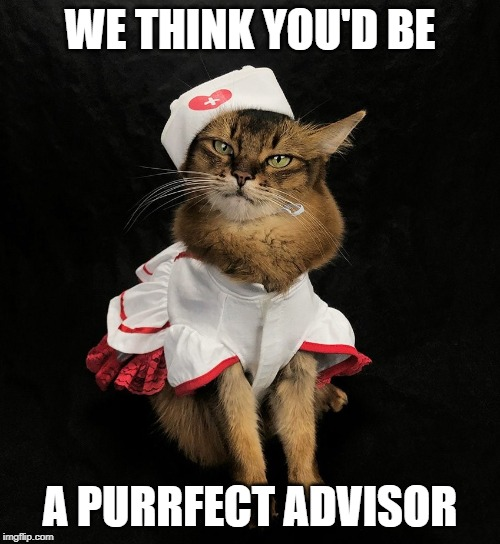 WE THINK YOU'D BE
A PURRFECT ADVISOR
imgflip.com